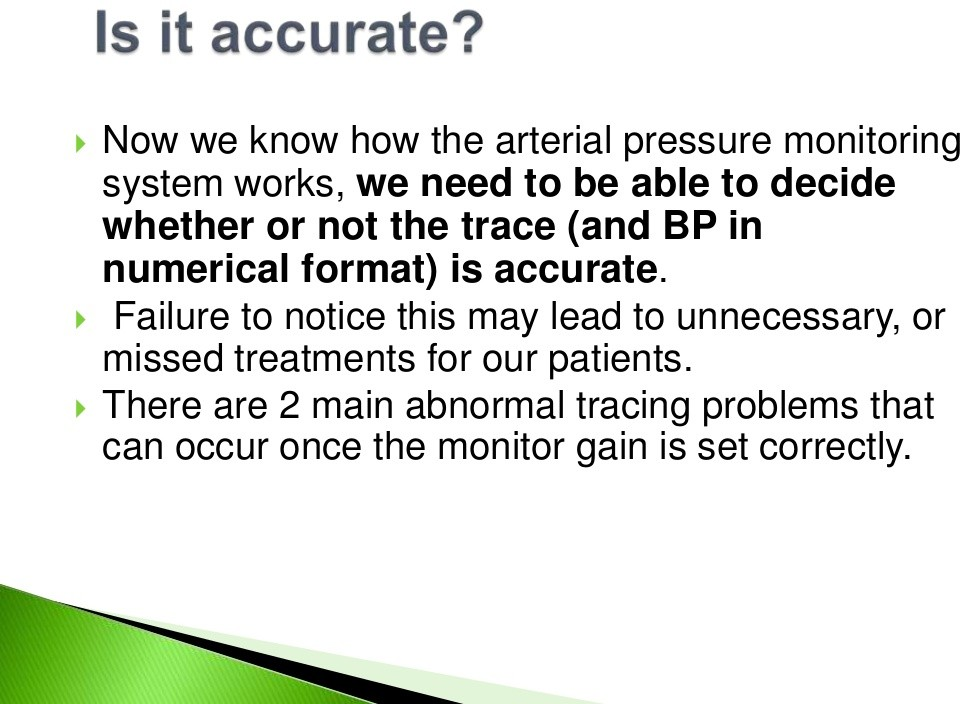 Is it accurate?
Now we know how the arterial pressure monitoring
system works, we need to be able to decide
whether or not the trace (and BP in
numerical format) is accurate.
Failure to notice this may lead to unnecessary, or
missed treatments for our patients.
There are 2 main abnormal tracing problems that
can occur once the monitor gain is set correctly.